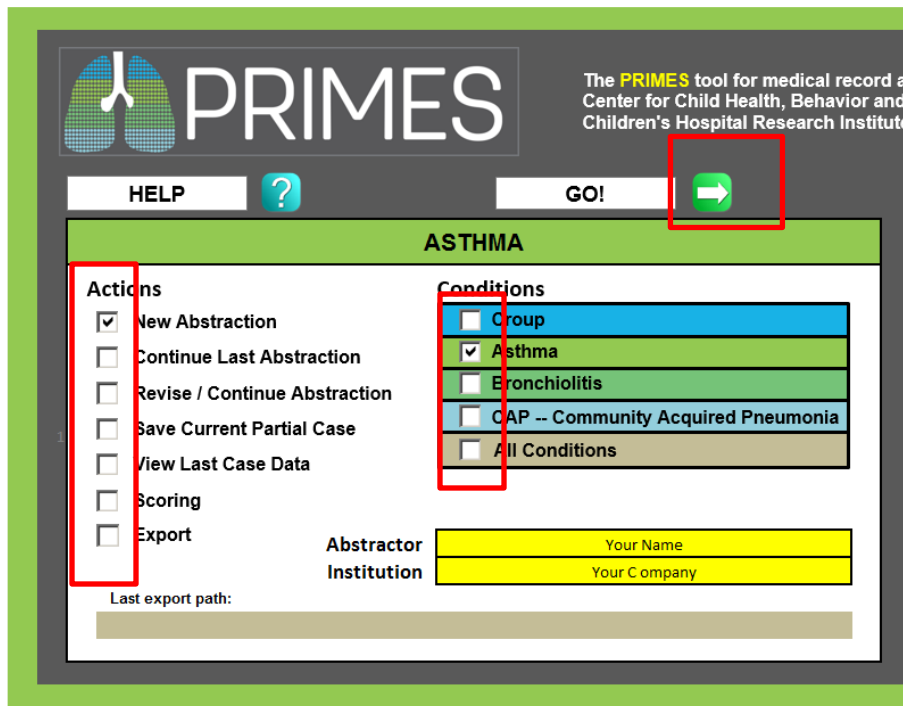 PRIMES
The PRIMES tool for medical record a
Center for Child Health, Behavior and
Children's Hospital Research Institute
HELP
?
GO!
ASTHMA
Actions
New Abstraction
Continue Last Abstraction
Revise / Continue Abstraction
Save Current Partial Case
View Last Case Data
Scoring
Export
Conditions
Croup
Asthma
Bronchiolitis
CAP -- Community Acquired Pneumonia
All Conditions
1
Abstractor Your Name
Institution Your C ompany
Last export path: